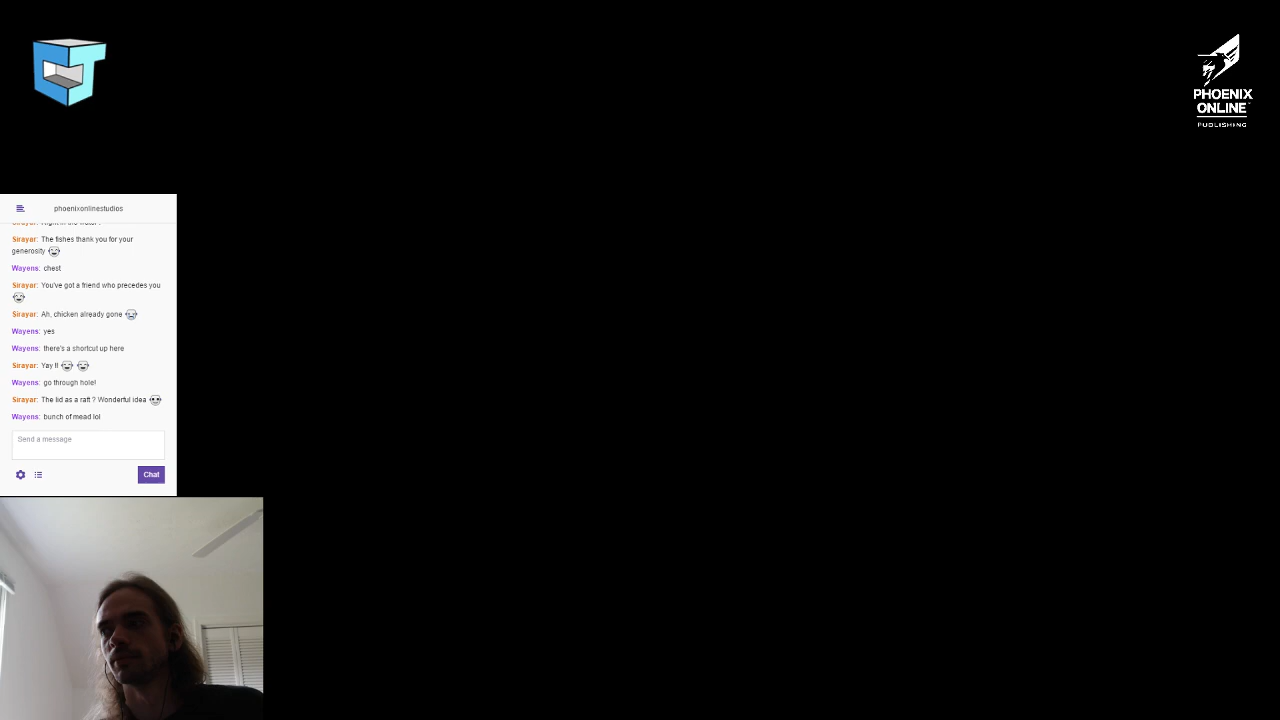 PHOENIX
ONLINE
PUBLISHING
phoenixonlinestudios
Sirayar: The fishes thank you for your
generosity
Wayens: chest
Sirayar: You've got a friend who precedes you
Sirayar: Ah, chicken already gone
Wayens: yes
Wayens: there's a shortcut up here
Sirayar: Yay !!
Wayens: go through hole!
Sirayar: The lid as a raft ? Wonderful idea
Wayens: bunch of mead lol
Send a message
Chat